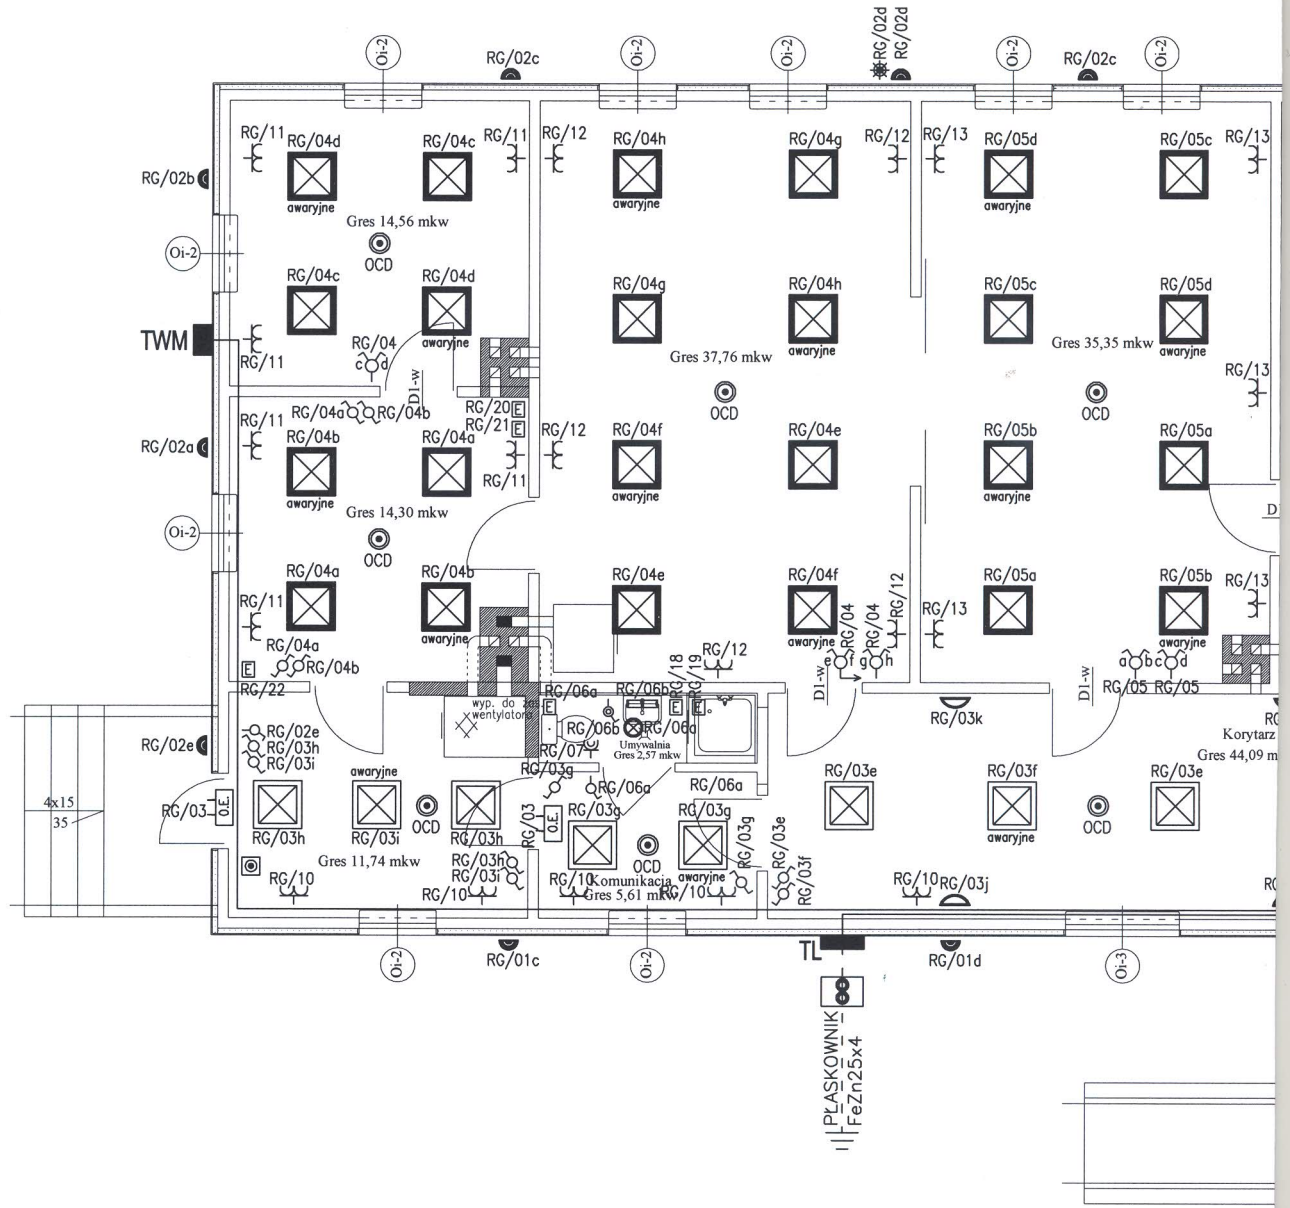 RG/02d
RG/02d
Oi-2
RG/02c
Oi-2
Oi-2
Oi-2
RG/02c
Oi-2
RG/11
RG/04d
RG/04c
RG/11
RG/12
RG/04h
RG/04g
RG/12
RG/13
RG/05d
RG/05c
RG/13
RG/02b
awaryjne
awaryjne
awaryjne
Gres 14,56 mkw
Oi-2
OCD
RG/04c
RG/04d
RG/04g
RG/04h
RG/05c
RG/05d
TWM
RG/04
c d
awaryjne
awaryjne
awaryjne
RG/11
Gres 37,76 mkw
Gres 35,35 mkw
RG/13
D1-w
OCD
OCD
RG/04a
RG/04b
RG/20
E
RG/21
E
RG/11
RG/02a
RG/04b
RG/04a
RG/12
RG/04f
RG/04e
RG/05b
RG/05a
RG/11
awaryjne
awaryjne
awaryjne
Gres 14,30 mkw
Oi-2
D
OCD
RG/04a
RG/04b
RG/04e
RG/04f
RG/05a
RG/05b
RG/13
RG/11
awaryjne
awaryjne
awaryjne
RG/04
RG/04
RG/12
RG/13
RG/04a
RG/04b
E
RG/22
RG/12
e f
g h
a b
c d
RG/05
RG/05
D1-w
D1-w
RG/18
RG/19
RG/06a
RG/06b
E
E
E
wyp. do zas.
wentylatora
RG/06b
RG/06a
Umywalnia
Gres 2,57 mkw
RG/07
RG/03k
Korytarz
Gres 44,09 m
RG/02e
RG/02e
RG/03h
RG/03i
awaryjne
RG/03g
RG/06a
RG/06a
RG/03e
RG/03f
RG/03e
4x15
35
RG/03
O.E.
RG/03h
RG/03i
RG/03h
OCD
RG/03
O.E.
RG/03g
RG/03g
RG/03g
RG/03e
RG/03f
awaryjne
OCD
Gres 11,74 mkw
RG/03h
RG/03i
OCD
awaryjne
Komunikacja
Gres 5,61 mkw
RG/10
RG/10
RG/10
RG/10
RG/10
RG/03j
Oi-2
RG/01c
Oi-2
TL
RG/01d
Oi-3
PŁASKOWNIK
FeZn25x4